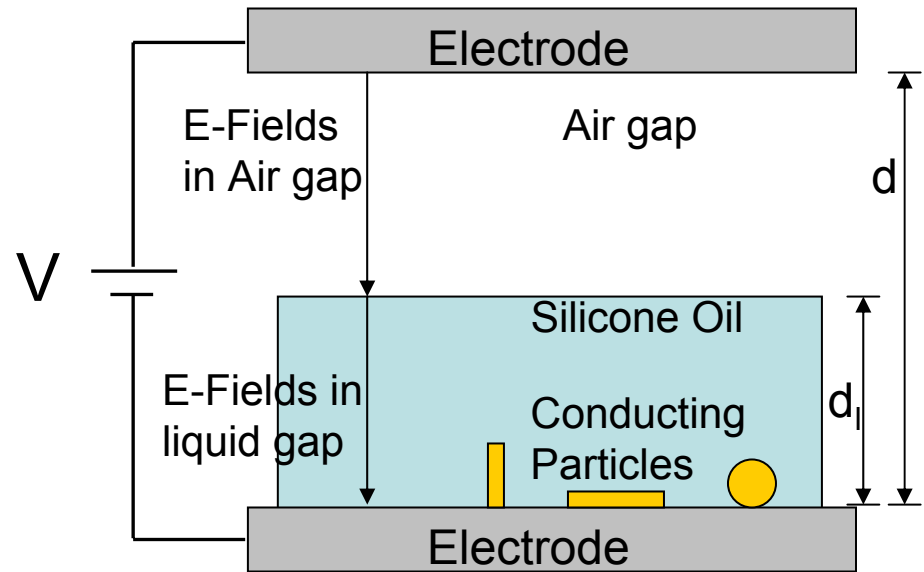 Electrode
E-Fields
in Air gap
Air gap
d
V
Silicone Oil
E-Fields in
liquid gap
Conducting
Particles
dₗ
Electrode